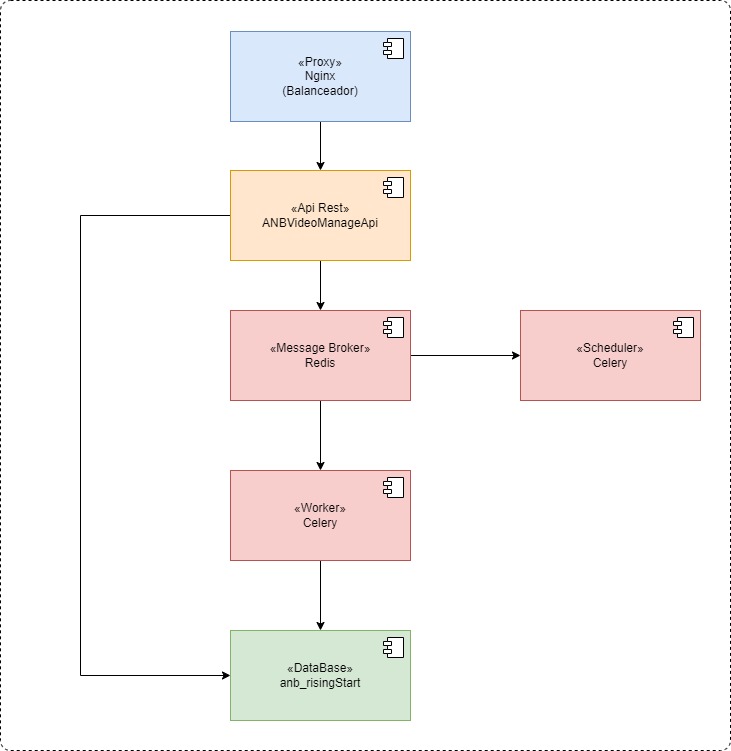 «Proxy»
Nginx
(Balanceador)
«Api Rest»
ANBVideoManageApi
«Message Broker»
Redis
«Scheduler»
Celery
«Worker»
Celery
«DataBase»
anb_risingStart